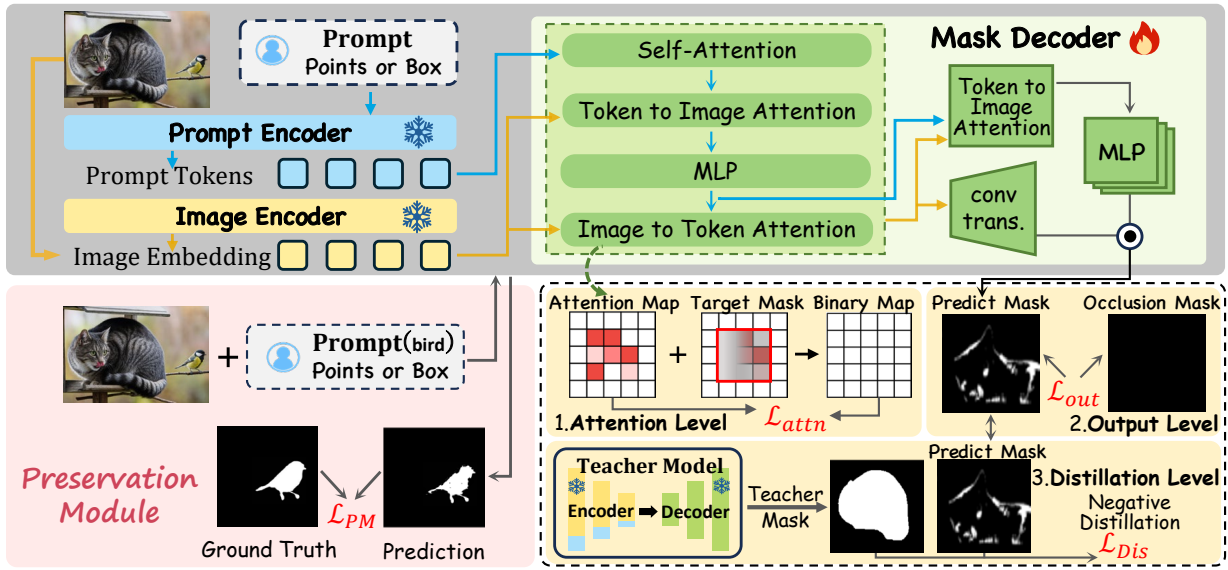 Prompt
Points or Box
Prompt Encoder
Prompt Tokens
Image Encoder
Image Embedding
Self-Attention
Token to Image Attention
MLP
Image to Token Attention
Mask Decoder
Token to
Image
Attention
MLP
conv
trans.
Prompt(bird)
Points or Box
Preservation
Module
Ground Truth
ℒPM
Prediction
Attention Map
Target Mask
Binary Map
ℒattn
1.Attention Level
Predict Mask
Occlusion Mask
ℒout
2.Output Level
Teacher Model
Encoder
Decoder
Teacher
Mask
Predict Mask
3.Distillation Level
Negative
Distillation
ℒDis